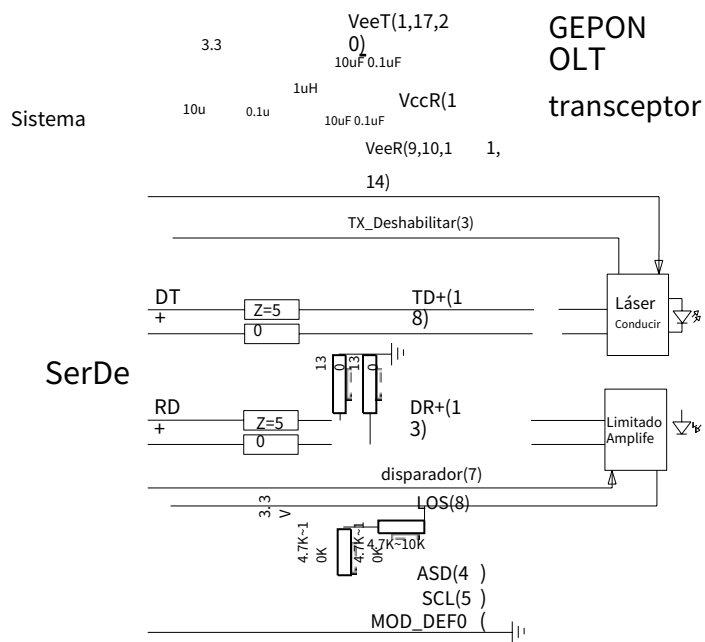 VeeT(1,17,2
0)
GEPON
OLT
transceptor
3.3
10uF 0.1uF
1uH
VccR(1
10u
0.1u
10uF 0.1uF
Sistema
VeeR(9,10,1 1,
14)
TX_Deshabilitar(3)
DT
+
Z=5
0
TD+(1
8)
Láser
Conducir
13
0
13
0
SerDe
RD
+
Z=5
0
DR+(1
3)
Limitado
Amplife
disparador(7)
LOS(8)
3.3
V
4.7K~1
0K
4.7K~1
0K
4.7K~10K
ASD(4 )
SCL(5 )
MOD_DEF0 (